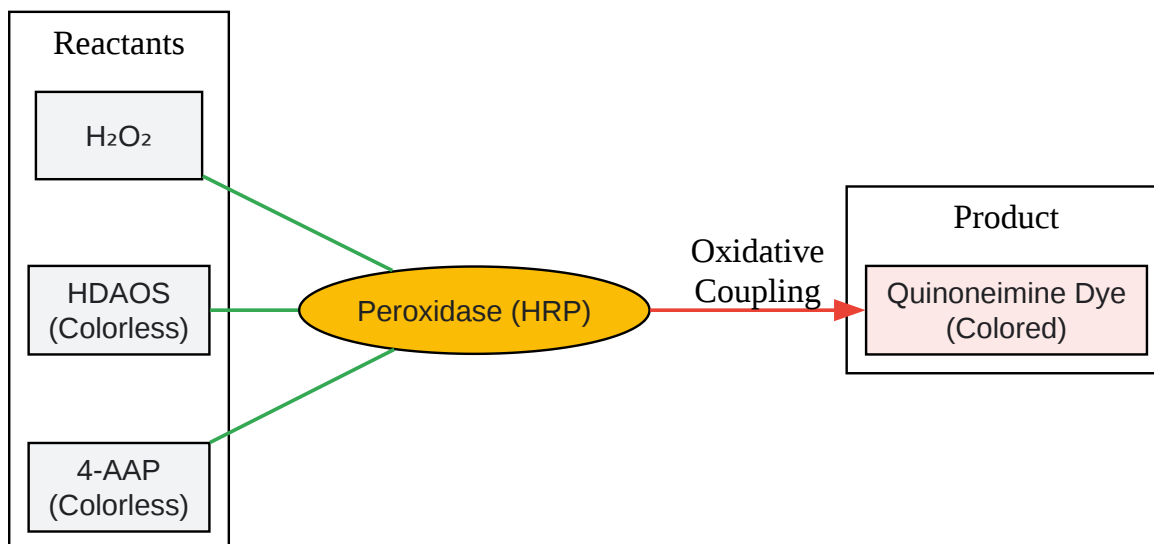 Reactants
H₂O₂
HDAOS
(Colorless)
4-AAP
(Colorless)
Peroxidase (HRP)
Oxidative
Coupling
Product
Quinoneimine Dye
(Colored)